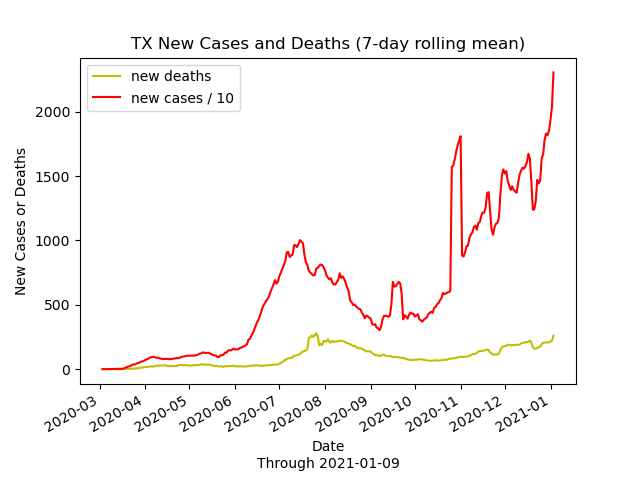 TX New Cases and Deaths (7-day rolling mean)
new deaths
new cases / 10
New Cases or Deaths
2000
1500
1000
500
0
2020-03
2020-04
2020-05
2020-06
2020-07
2020-08
2020-09
2020-10
2020-11
2020-12
2021-01
Date
Through 2021-01-09